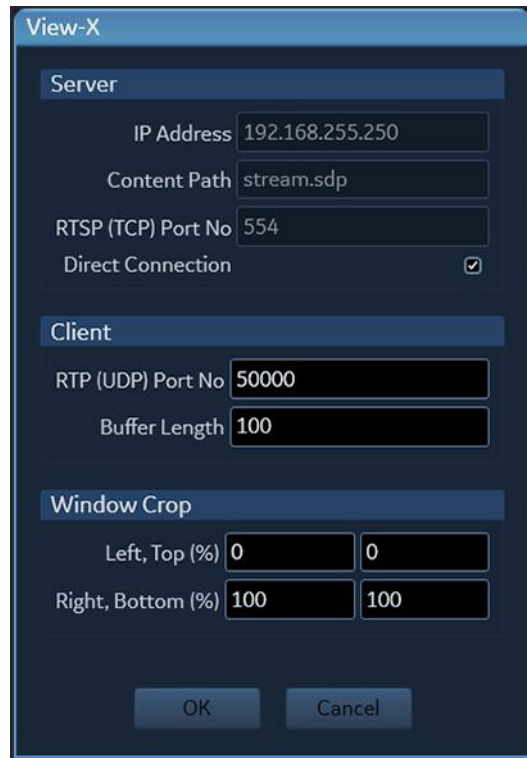 View-X
Server
IP Address 192.168.255.250
Content Path stream.sdp
RTSP (TCP) Port No 554
Direct Connection
Client
RTP (UDP) Port No 50000
Buffer Length 100
Window Crop
Left, Top (%) 0 0
Right, Bottom (%) 100 100
OK Cancel